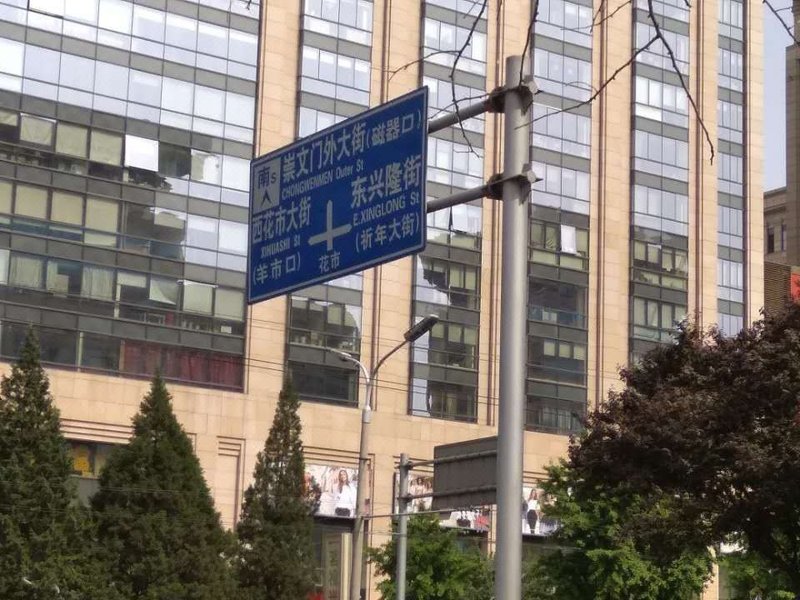 南 S
崇文门外大街(磁器口)
CHONGWENMEN Outer St
西花市大街
XIHUASHI St
(羊市口)
东兴隆街
E.XINGLONG St
(祈年大街)
花市